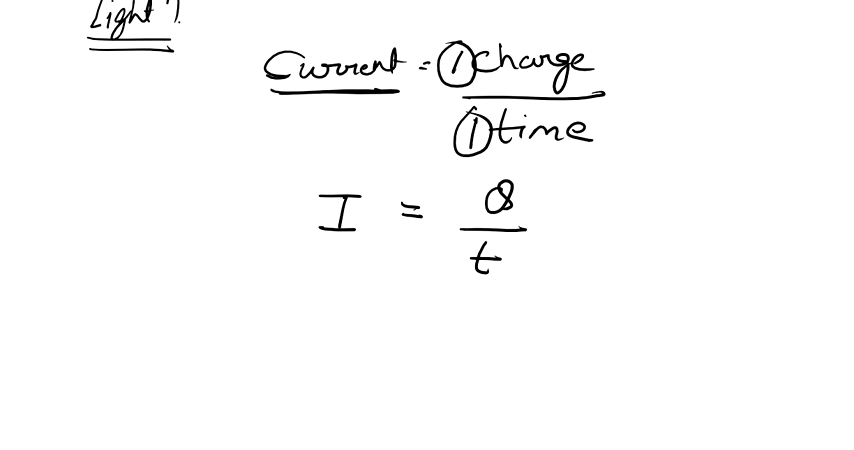 Light
Current = ① charge
① time
I = Q
t